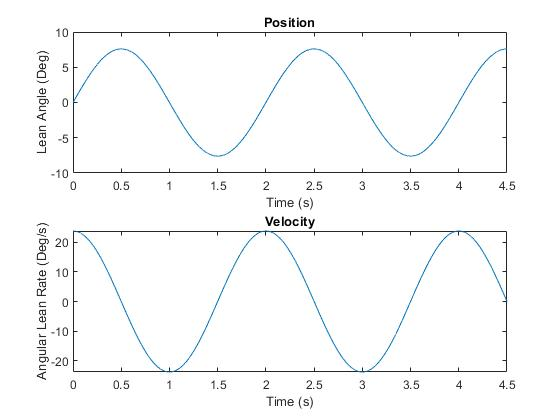 Position
Lean Angle (Deg)
10
5
0
-5
-10
0 0.5 1 1.5 2 2.5 3 3.5 4 4.5
Time (s)
Velocity
Angular Lean Rate (Deg/s)
20
10
0
-10
-20
0 0.5 1 1.5 2 2.5 3 3.5 4 4.5
Time (s)